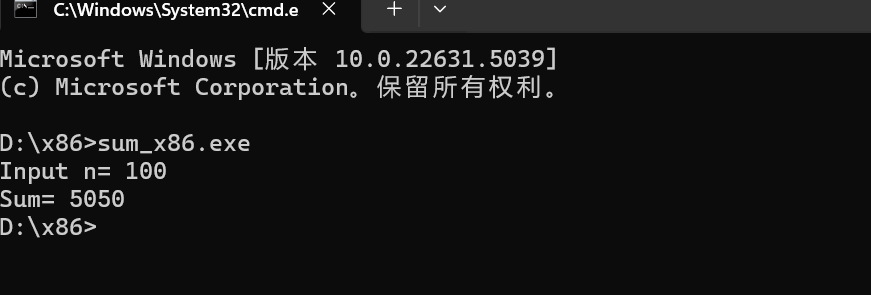 C:\Windows\System32\cmd.e
Microsoft Windows [版本 10.0.22631.5039]
(c) Microsoft Corporation。保留所有权利。
D:\x86>sum_x86.exe
Input n= 100
Sum= 5050
D:\x86>